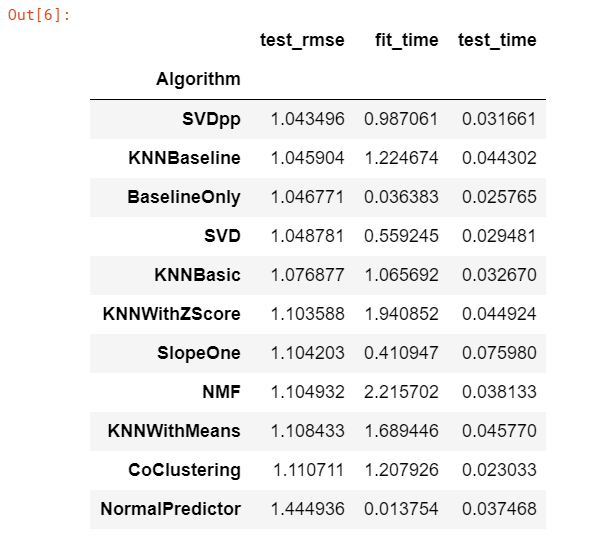 Out[6]:
test_rmse fit_time test_time
Algorithm
SVDpp 1.043496 0.987061 0.031661
KNNBaseline 1.045904 1.224674 0.044302
BaselineOnly 1.046771 0.036383 0.025765
SVD 1.048781 0.559245 0.029481
KNNBasic 1.076877 1.065692 0.032670
KNNWithZScore 1.103588 1.940852 0.044924
SlopeOne 1.104203 0.410947 0.075980
NMF 1.104932 2.215702 0.038133
KNNWithMeans 1.108433 1.689446 0.045770
CoClustering 1.110711 1.207926 0.023033
NormalPredictor 1.444936 0.013754 0.037468